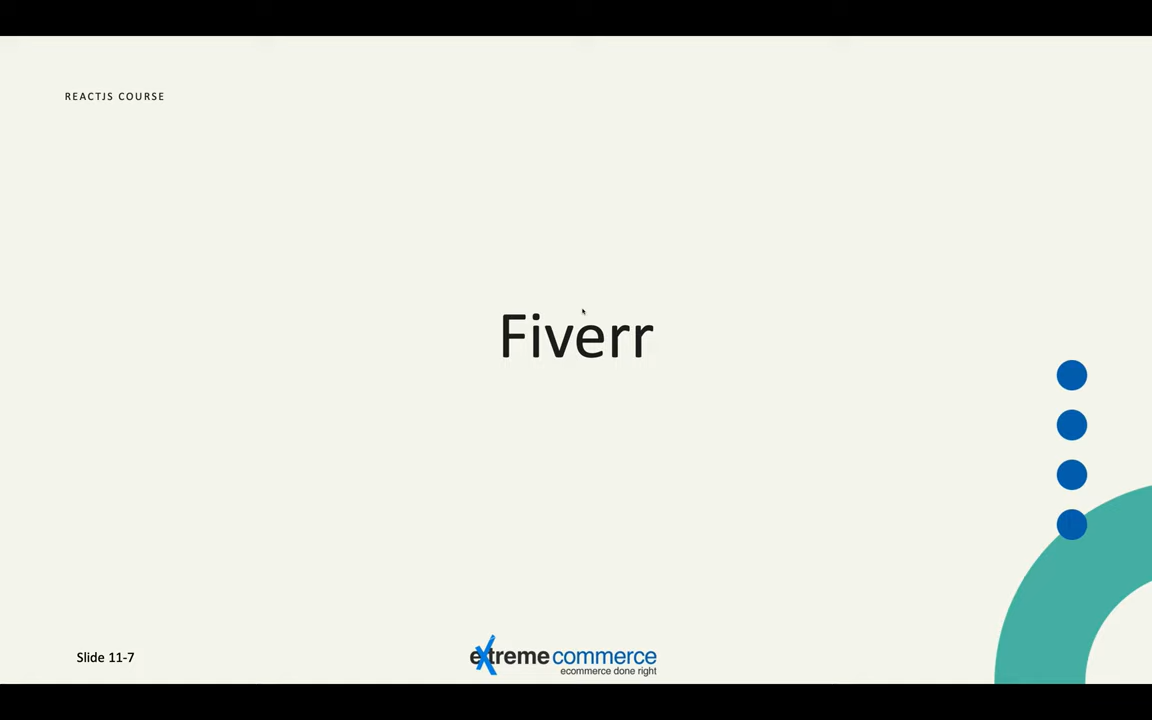 REACTJS COURSE
Fiverr
Slide 11-7
extreme commerce
ecommerce done right